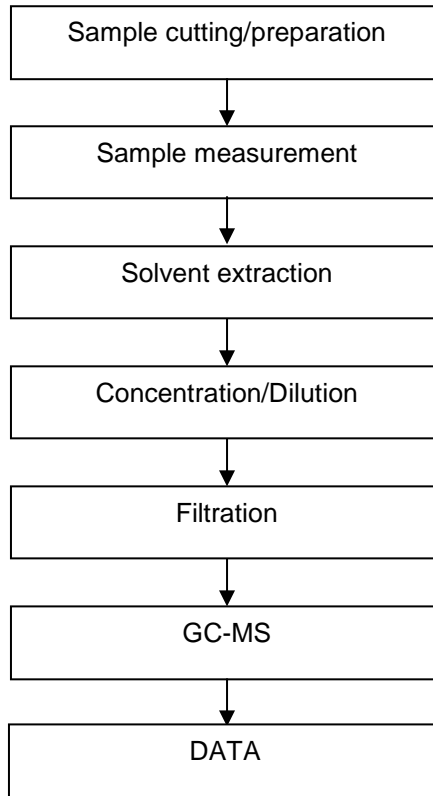 Sample cutting/preparation
Sample measurement
Solvent extraction
Concentration/Dilution
Filtration
GC-MS
DATA